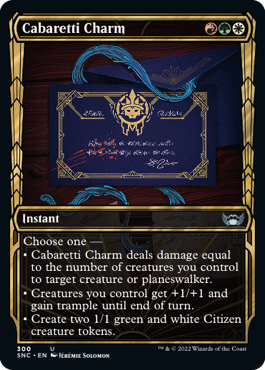 Cabaretti Charm
Instant
Choose one —
• Cabaretti Charm deals damage equal
to the number of creatures you control
to target creature or planeswalker.
• Creatures you control get +1/+1 and
gain trample until end of turn.
• Create two 1/1 green and white Citizen
creature tokens.
300 U
SNC • EN Jérémie Solomon
™ & © 2022 Wizards of the Coast